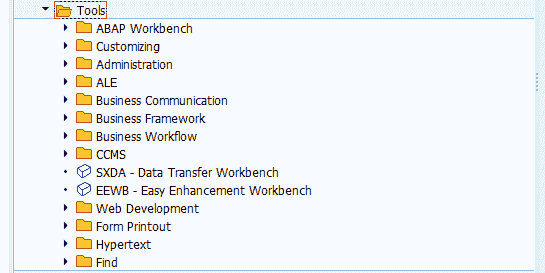 Tools
ABAP Workbench
Customizing
Administration
ALE
Business Communication
Business Framework
Business Workflow
CCMS
SXDA - Data Transfer Workbench
EEWB - Easy Enhancement Workbench
Web Development
Form Printout
Hypertext
Find